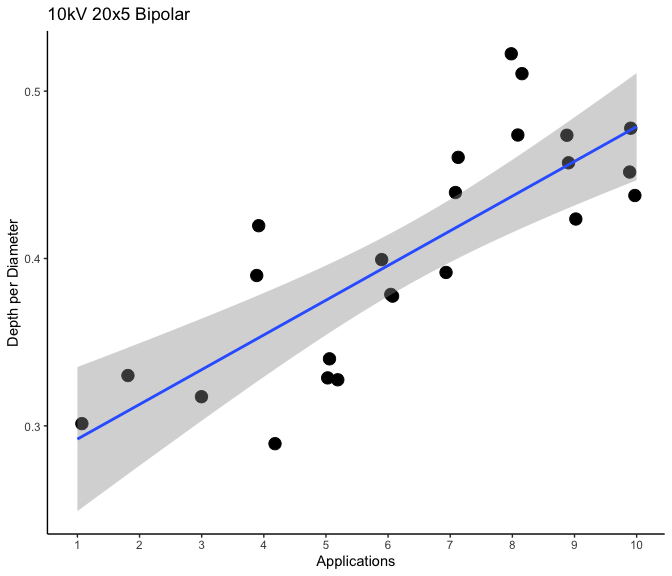 10kV 20x5 Bipolar
Depth per Diameter
0.5
0.4
0.3
1 2 3 4 5 6 7 8 9 10
Applications